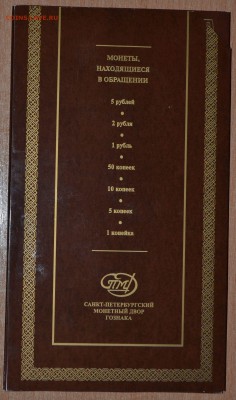 МОНЕТЫ,
НАХОДЯЩИЕСЯ
В ОБРАЩЕНИИ
5 рублей
2 рубля
1 рубль
50 копеек
10 копеек
5 копеек
1 копейка
САНКТ-ПЕТЕРБУРГСКИЙ
МОНЕТНЫЙ ДВОР
ГОЗНАКА